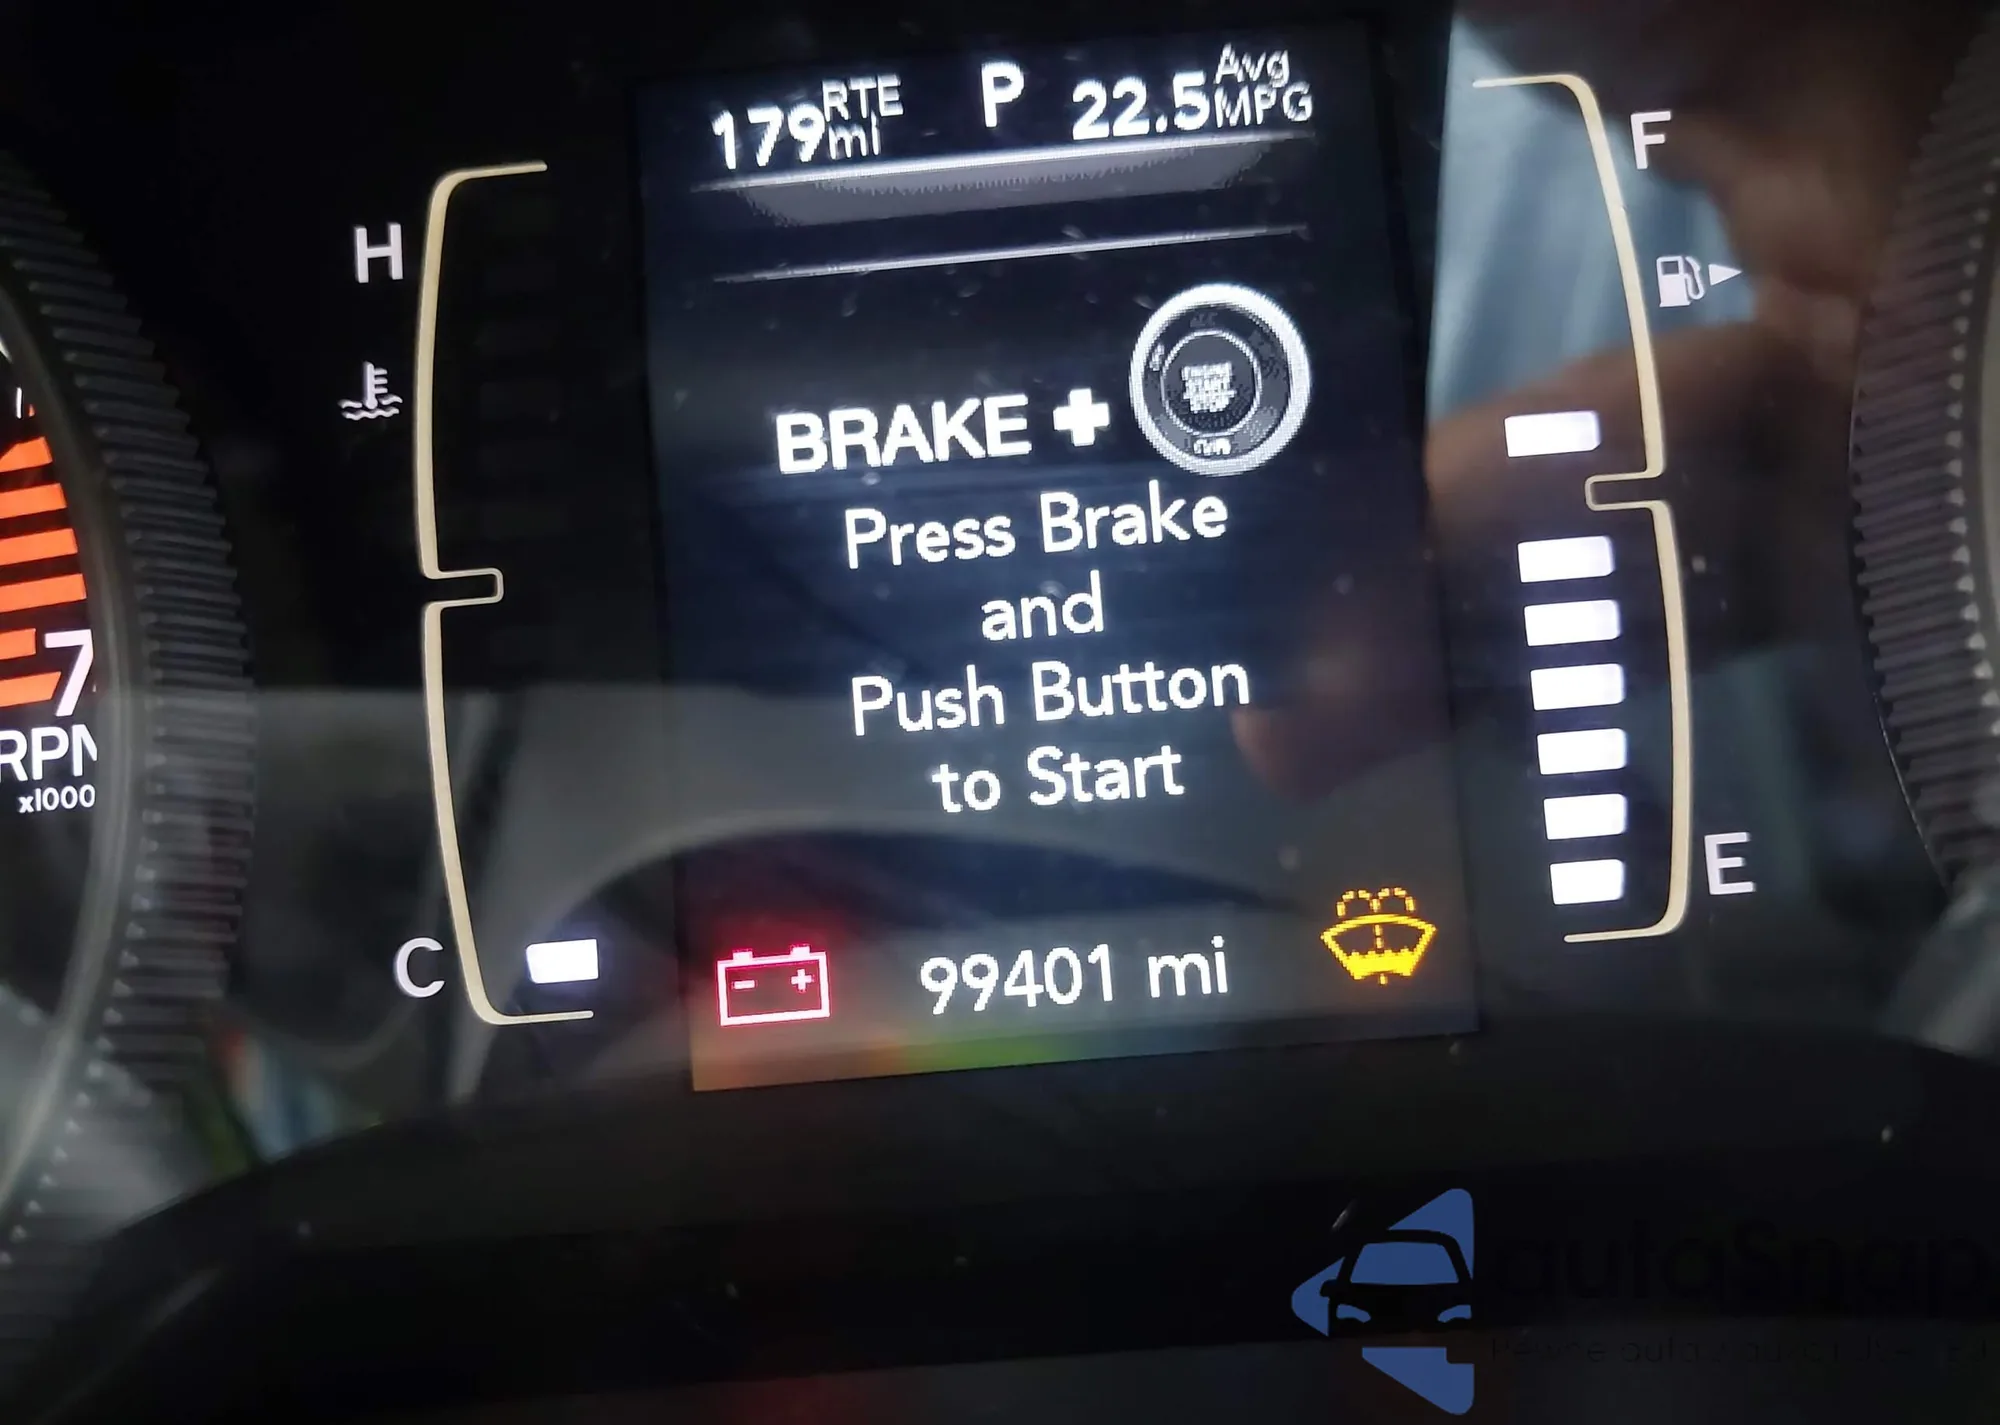 179 RTE mi P 22.5 Avg MPG
H
F
BRAKE +
Press Brake
and
Push Button
to Start
7
RPM
x1000
E
C
99401 mi
- +
autoSnap